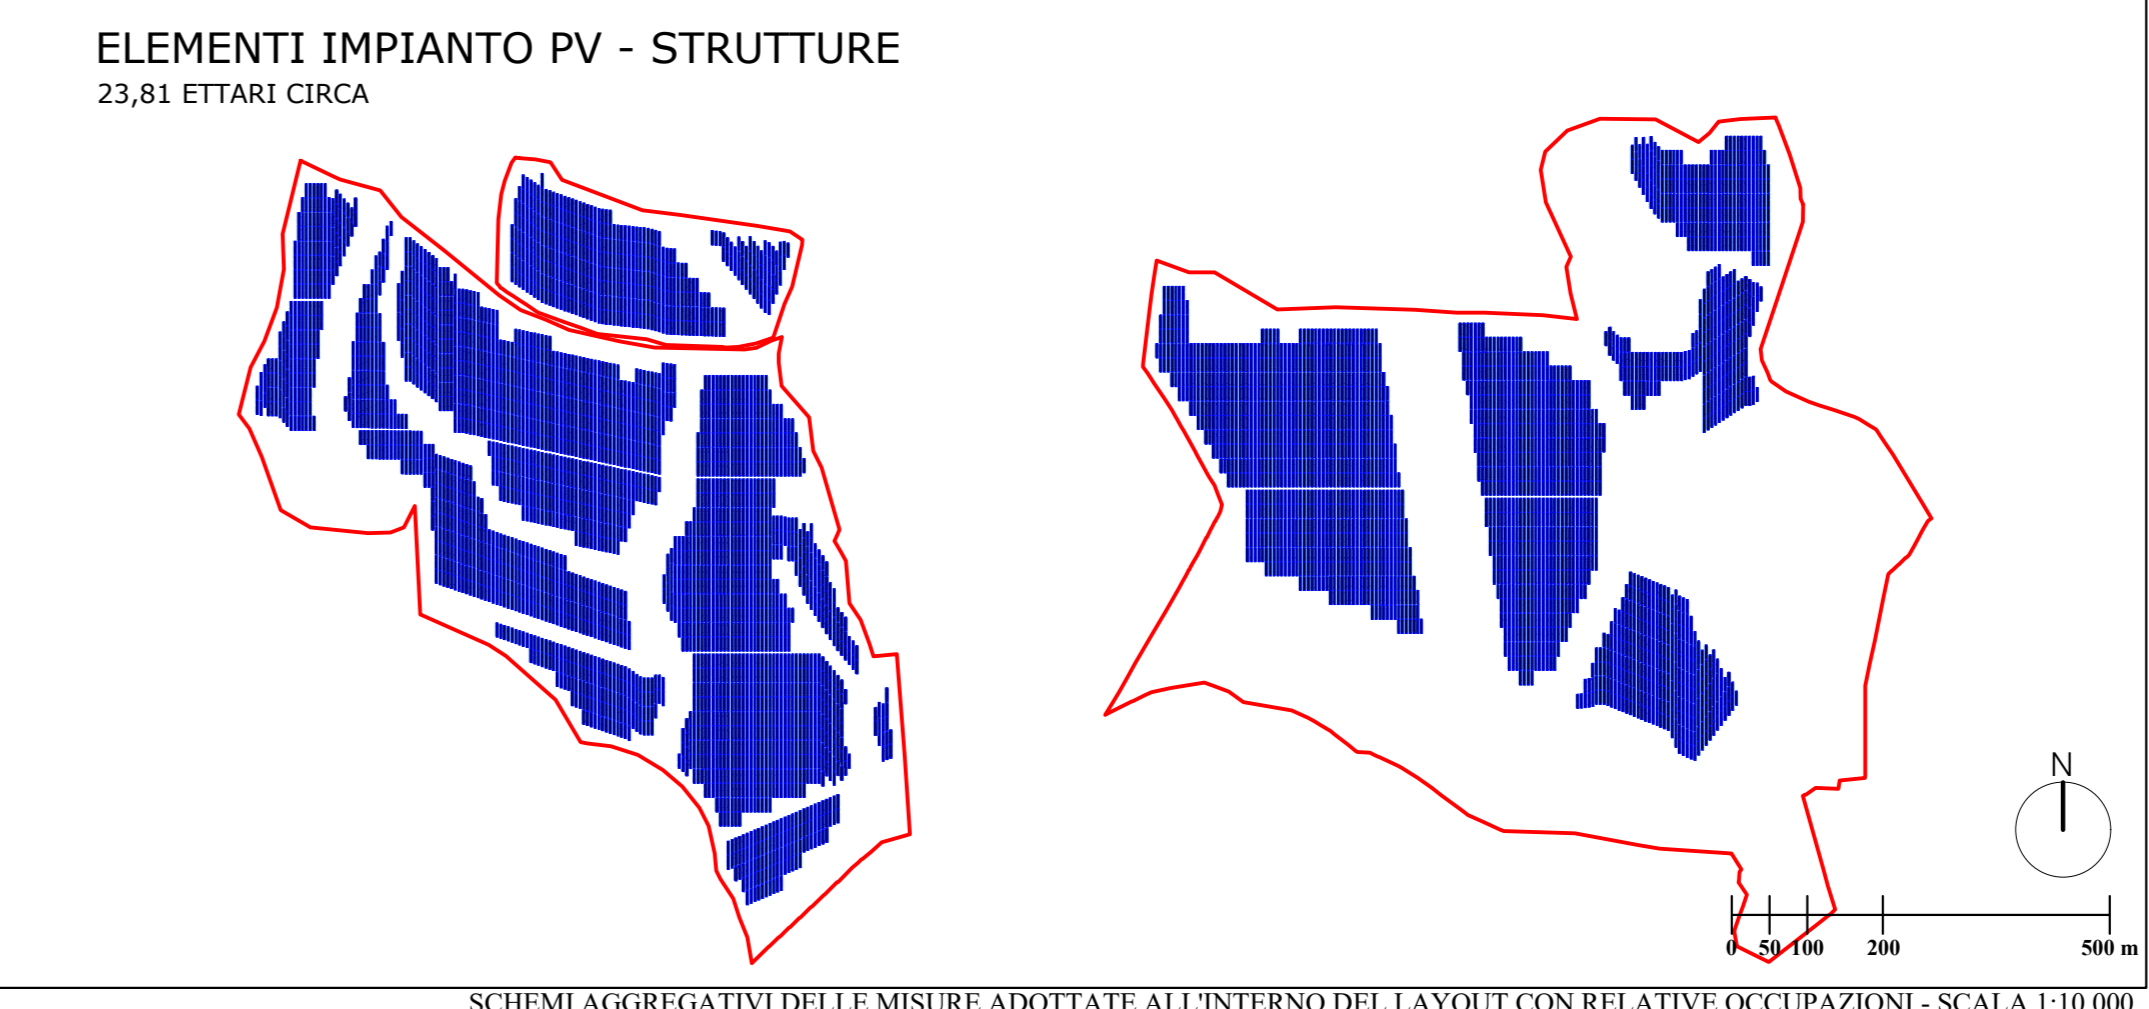 ELEMENTI IMPIANTO PV - STRUTTURE
23,81 ETTARI CIRCA
N
0 50 100 200 500 m
SCHEMI AGGREGATIVI DELLE MISURE ADOTTATE ALL'INTERNO DEL LAYOUT CON RELATIVE OCCUPAZIONI - SCALA 1:10.000